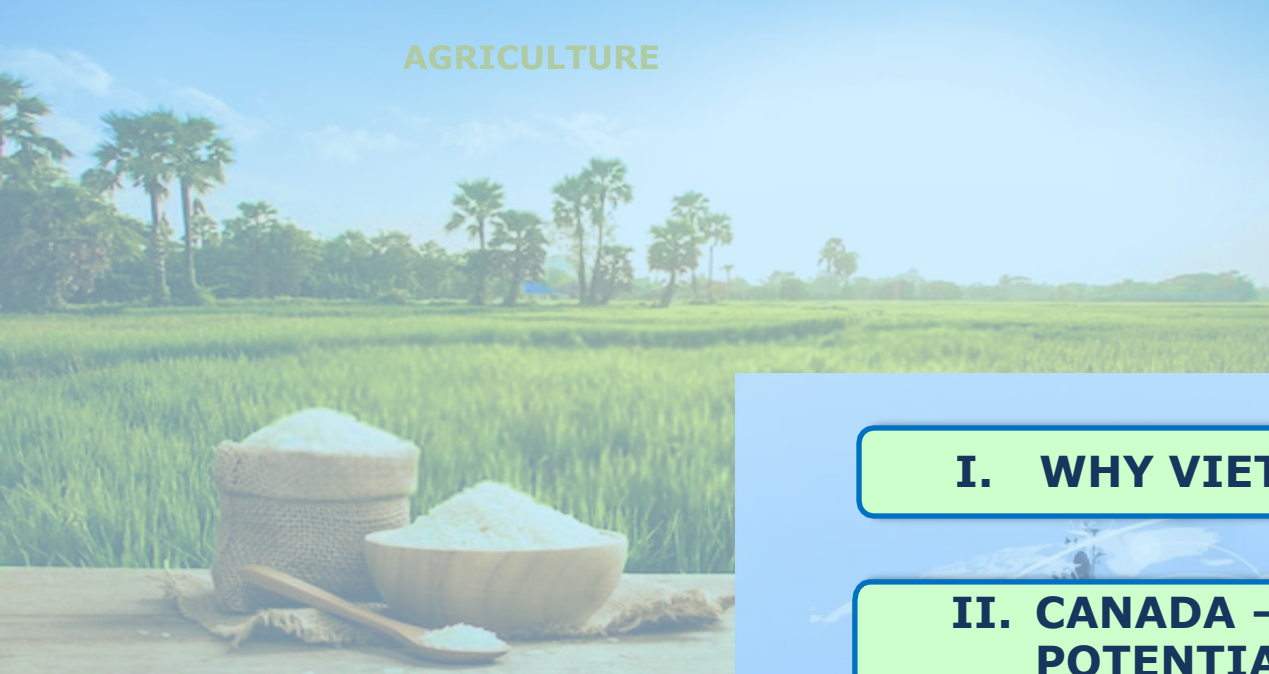 AGRICULTURE
I. WHY VIET
II. CANADA –
POTENTIA